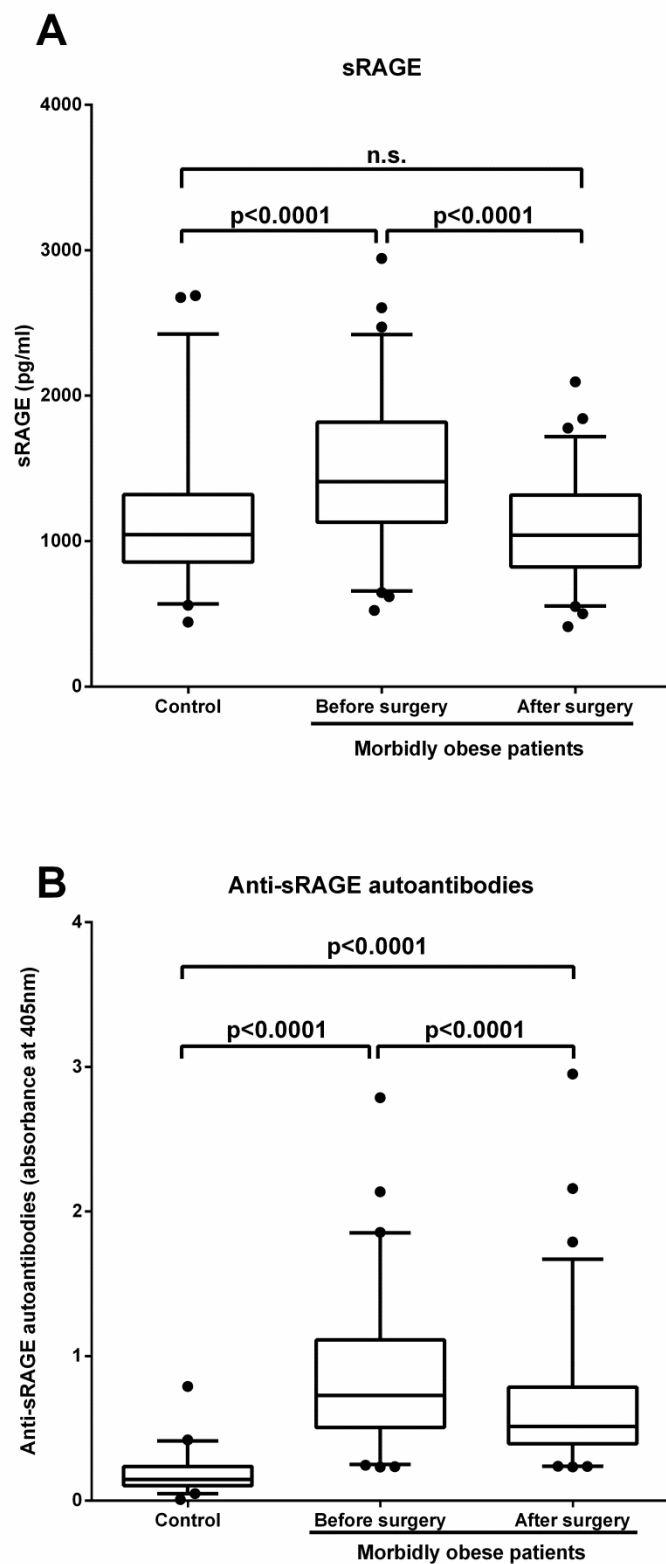 A
sRAGE
4000
n.s.
p<0.0001 p<0.0001
3000
sRAGE (pg/ml)
2000
1000
0
Control Before surgery After surgery
Morbidly obese patients
B
Anti-sRAGE autoantibodies
4
p<0.0001
p<0.0001 p<0.0001
3
Anti-sRAGE autoantibodies (absorbance at 405nm)
2
1
0
Control Before surgery After surgery
Morbidly obese patients